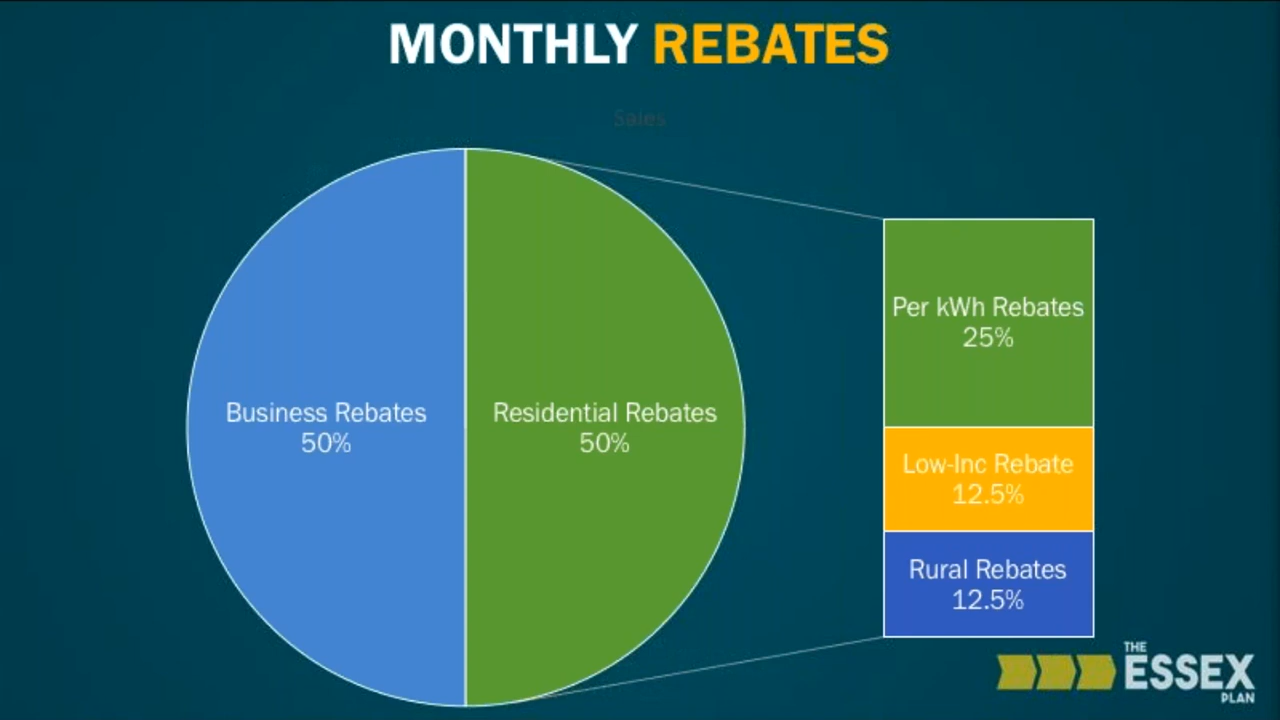 MONTHLY REBATES
Sales
Business Rebates
50%
Residential Rebates
50%
Per kWh Rebates
25%
Low-Inc Rebate
12.5%
Rural Rebates
12.5%
THE
ESSEX
PLAN